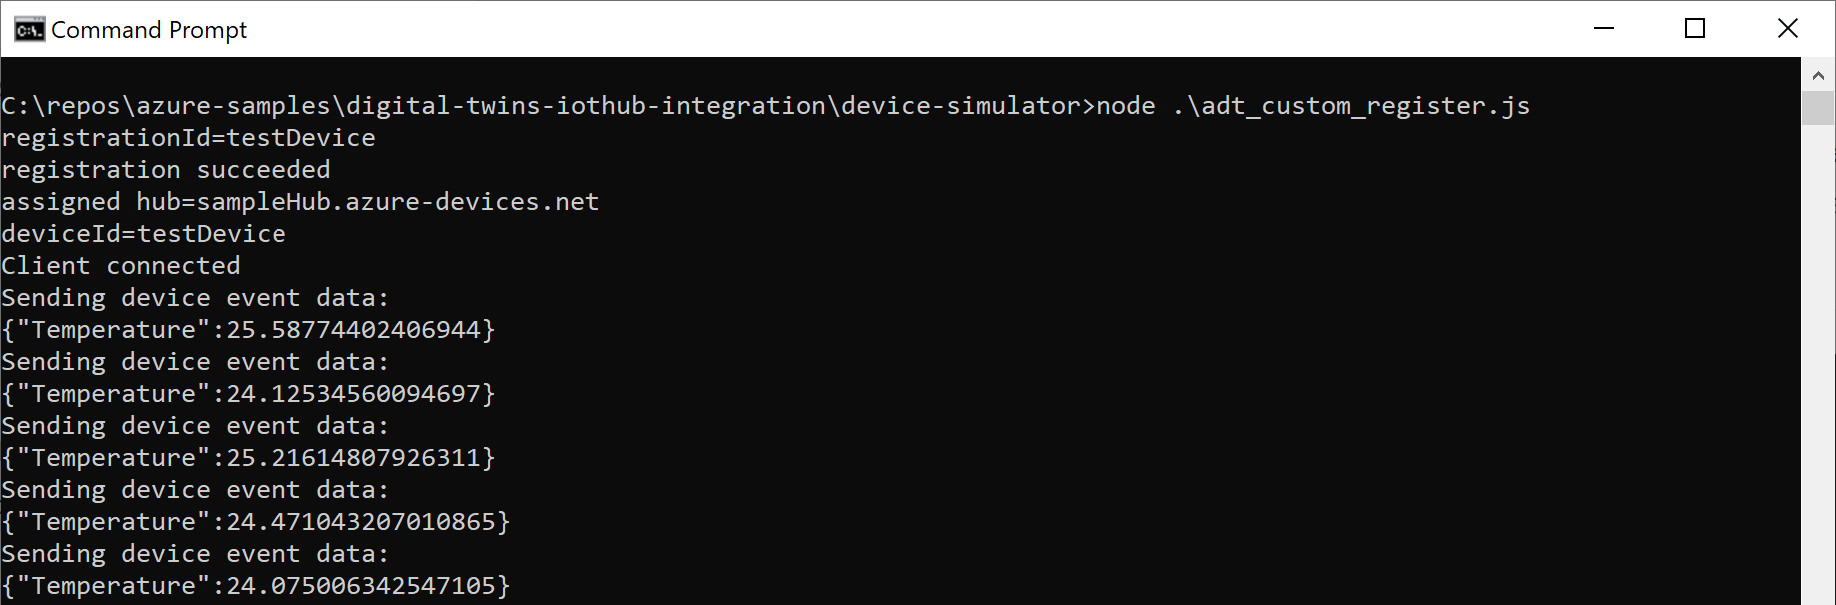 Command Prompt
C:\repos\azure-samples\digital-twins-iothub-integration\device-simulator>node .\adt_custom_register.js
registrationId=testDevice
registration succeeded
assigned hub=sampleHub.azure-devices.net
deviceId=testDevice
Client connected
Sending device event data:
{"Temperature":25.58774402406944}
Sending device event data:
{"Temperature":24.12534560094697}
Sending device event data:
{"Temperature":25.21614807926311}
Sending device event data:
{"Temperature":24.471043207010865}
Sending device event data:
{"Temperature":24.075006342547105}